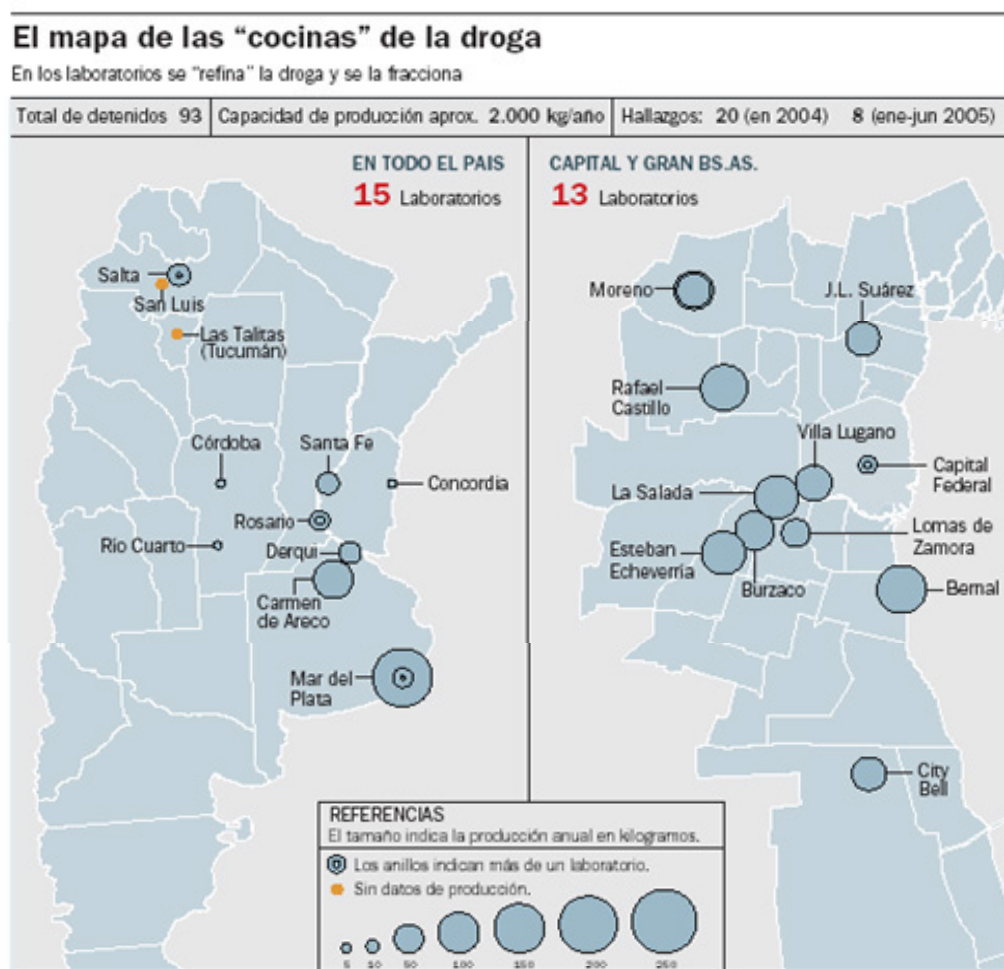 El mapa de las “cocinas” de la droga
En los laboratorios se “refina” la droga y se la fracciona
Total de detenidos 93
Capacidad de producción aprox. 2.000 kg/año
Hallazgos: 20 (en 2004) 8 (ene-jun 2005)
EN TODO EL PAIS
15 Laboratorios
Salta
San Luis
Las Talitas
(Tucumán)
Córdoba
Santa Fe
Concordia
Rosario
Río Cuarto
Derqui
Carmen
de Areco
Mar del
Plata
CAPITAL Y GRAN BS.AS.
13 Laboratorios
Moreno
J.L. Suárez
Rafael
Castillo
Villa Lugano
Capital
Federal
La Salada
Lomas de
Zamora
Esteban
Echeverría
Burzaco
Bernal
City
Bell
REFERENCIAS
El tamaño indica la producción anual en kilogramos.
Los anillos indican más de un laboratorio.
Sin datos de producción.
5 10 50 100 150 200 250